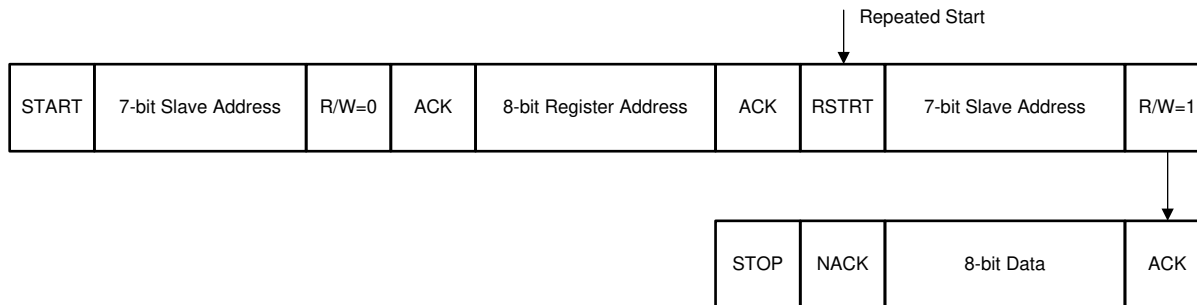 Repeated Start
START 7-bit Slave Address R/W=0 ACK 8-bit Register Address ACK RSTRT 7-bit Slave Address R/W=1
STOP NACK 8-bit Data ACK